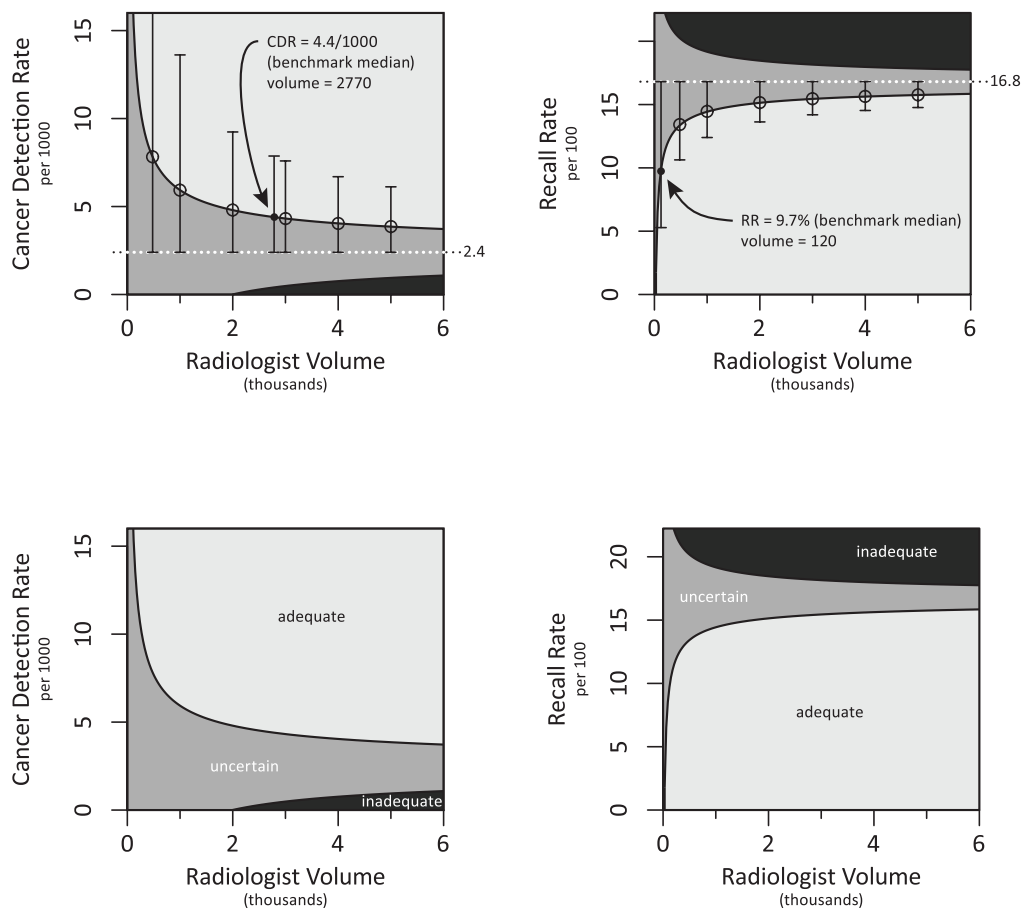 Cancer Detection Rate
per 1000
15
10
5
0
CDR = 4.4/1000
(benchmark median)
volume = 2770
2.4
0 2 4 6
Radiologist Volume
(thousands)
Recall Rate
per 100
15
10
5
0
16.8
RR = 9.7% (benchmark median)
volume = 120
0 2 4 6
Radiologist Volume
(thousands)
Cancer Detection Rate
per 1000
15
10
5
0
adequate
uncertain
inadequate
0 2 4 6
Radiologist Volume
(thousands)
Recall Rate
per 100
20
15
10
5
0
inadequate
uncertain
adequate
0 2 4 6
Radiologist Volume
(thousands)